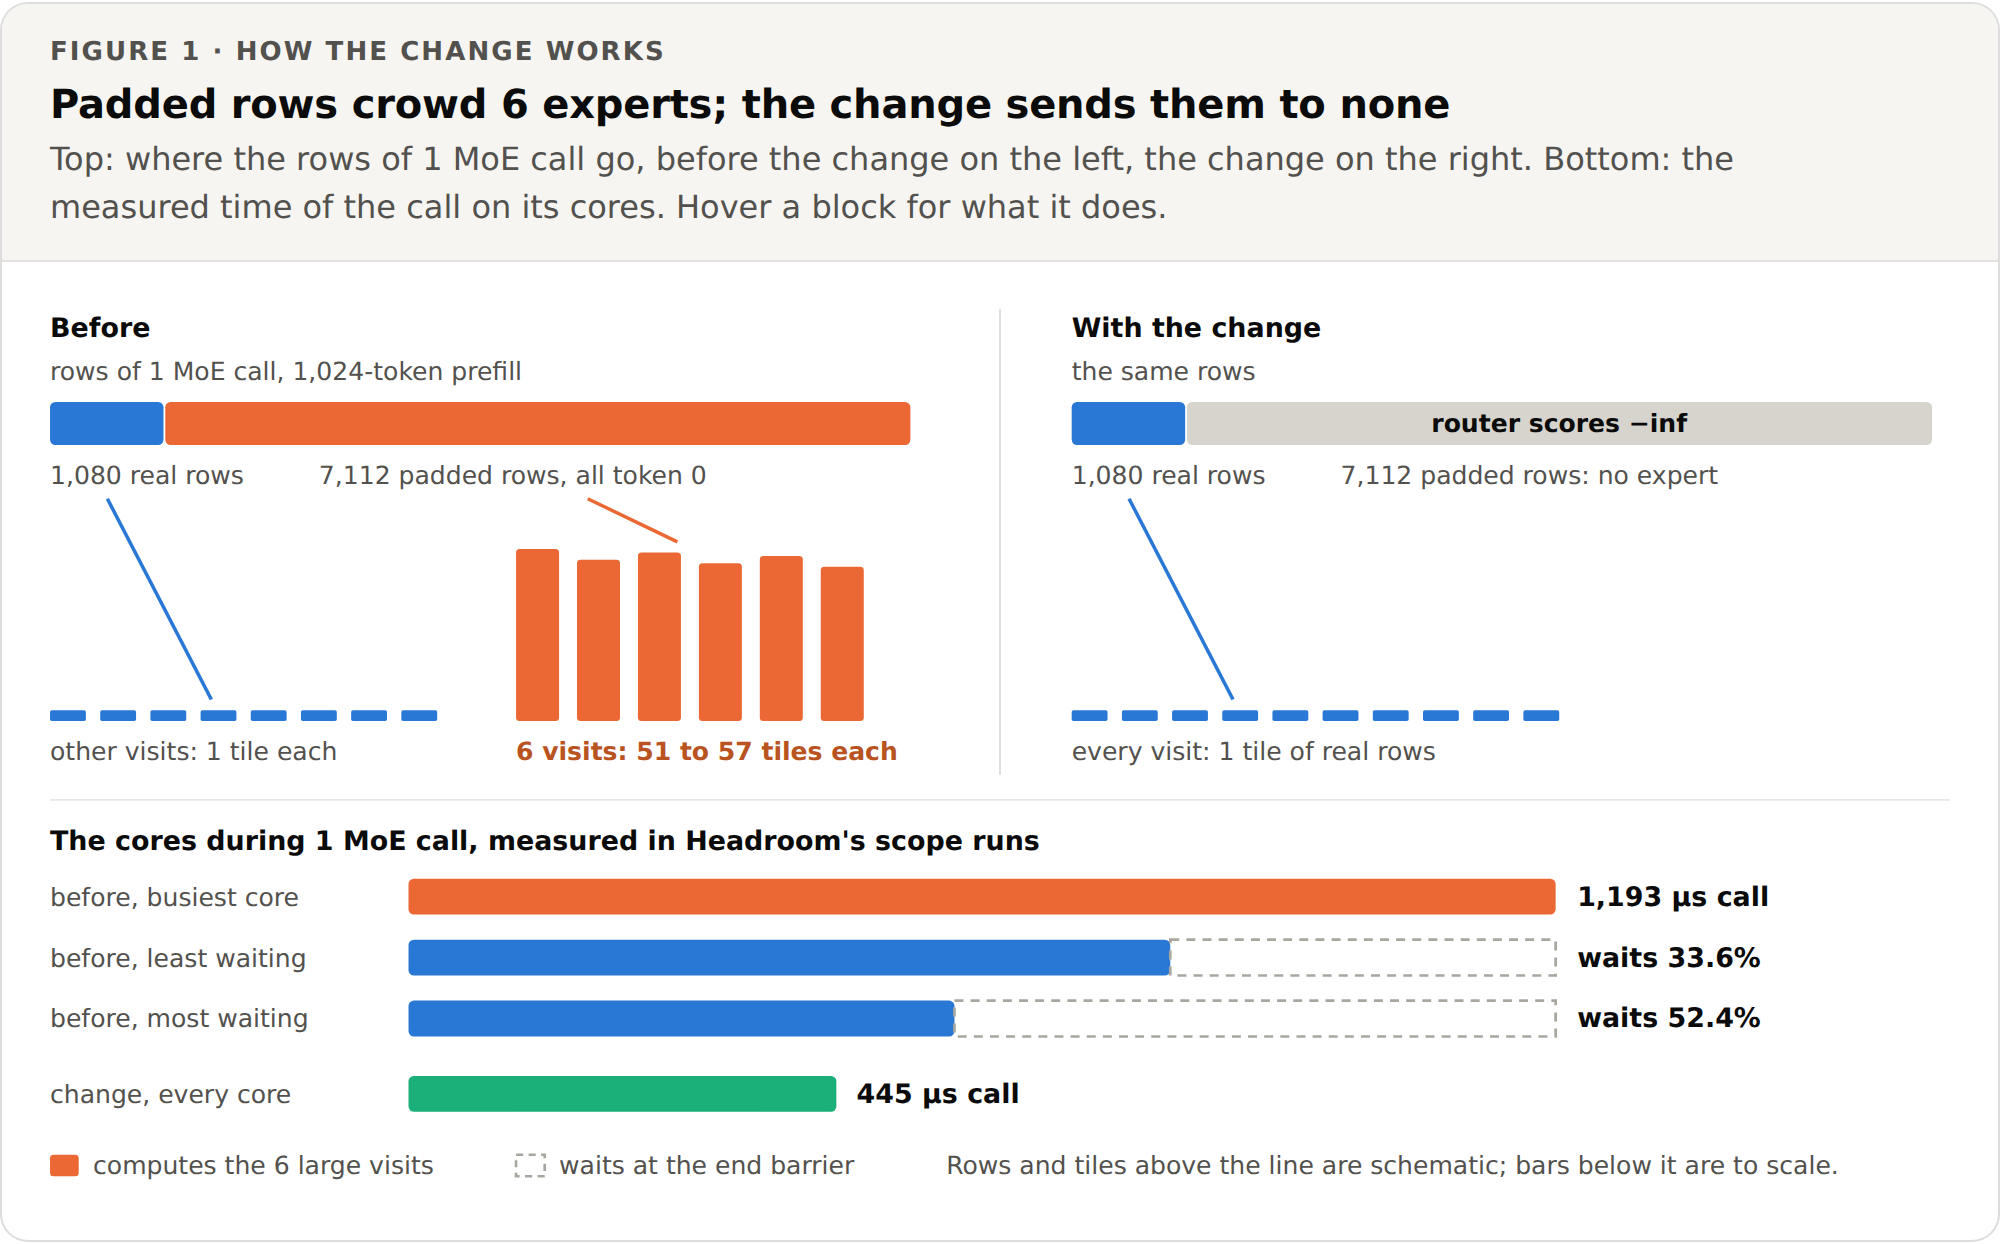 FIGURE 1 · HOW THE CHANGE WORKS
Padded rows crowd 6 experts; the change sends them to none
Top: where the rows of 1 MoE call go, before the change on the left, the change on the right. Bottom: the
measured time of the call on its cores. Hover a block for what it does.
Before
rows of 1 MoE call, 1,024-token prefill
1,080 real rows
7,112 padded rows, all token 0
other visits: 1 tile each
6 visits: 51 to 57 tiles each
With the change
the same rows
router scores −inf
1,080 real rows
7,112 padded rows: no expert
every visit: 1 tile of real rows
The cores during 1 MoE call, measured in Headroom's scope runs
before, busiest core
1,193 µs call
before, least waiting
waits 33.6%
before, most waiting
waits 52.4%
change, every core
445 µs call
computes the 6 large visits
waits at the end barrier
Rows and tiles above the line are schematic; bars below it are to scale.